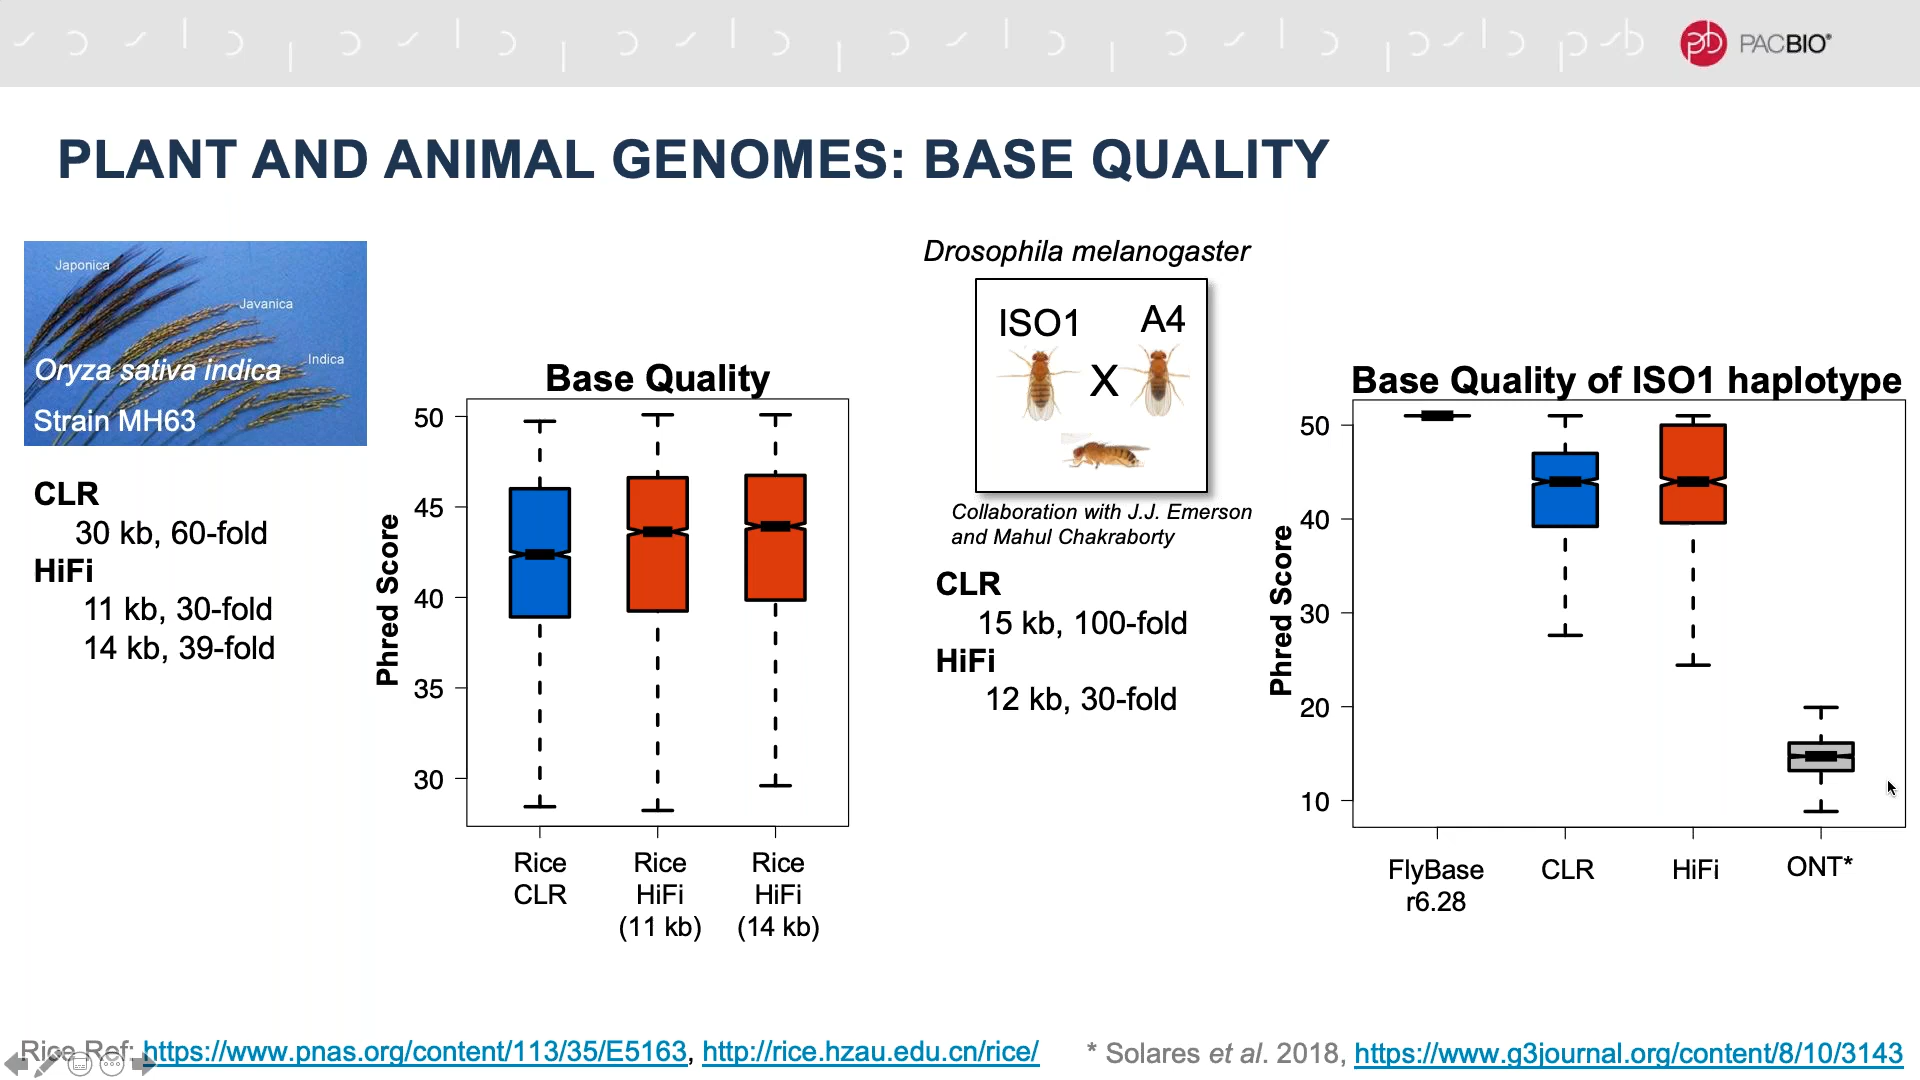 PACBIO®
PLANT AND ANIMAL GENOMES: BASE QUALITY
Japonica
Javanica
Indica
Oryza sativa indica
Strain MH63
CLR
30 kb, 60-fold
HiFi
11 kb, 30-fold
14 kb, 39-fold
Base Quality
Phred Score
50
45
40
35
30
Rice
CLR
Rice
HiFi
(11 kb)
Rice
HiFi
(14 kb)
Drosophila melanogaster
ISO1
A4
X
Collaboration with J.J. Emerson
and Mahul Chakraborty
CLR
15 kb, 100-fold
HiFi
12 kb, 30-fold
Base Quality of ISO1 haplotype
Phred Score
50
40
30
20
10
FlyBase
r6.28
CLR
HiFi
ONT*
Rice Ref: https://www.pnas.org/content/113/35/E5163, http://rice.hzau.edu.cn/rice/
* Solares et al. 2018, https://www.g3journal.org/content/8/10/3143